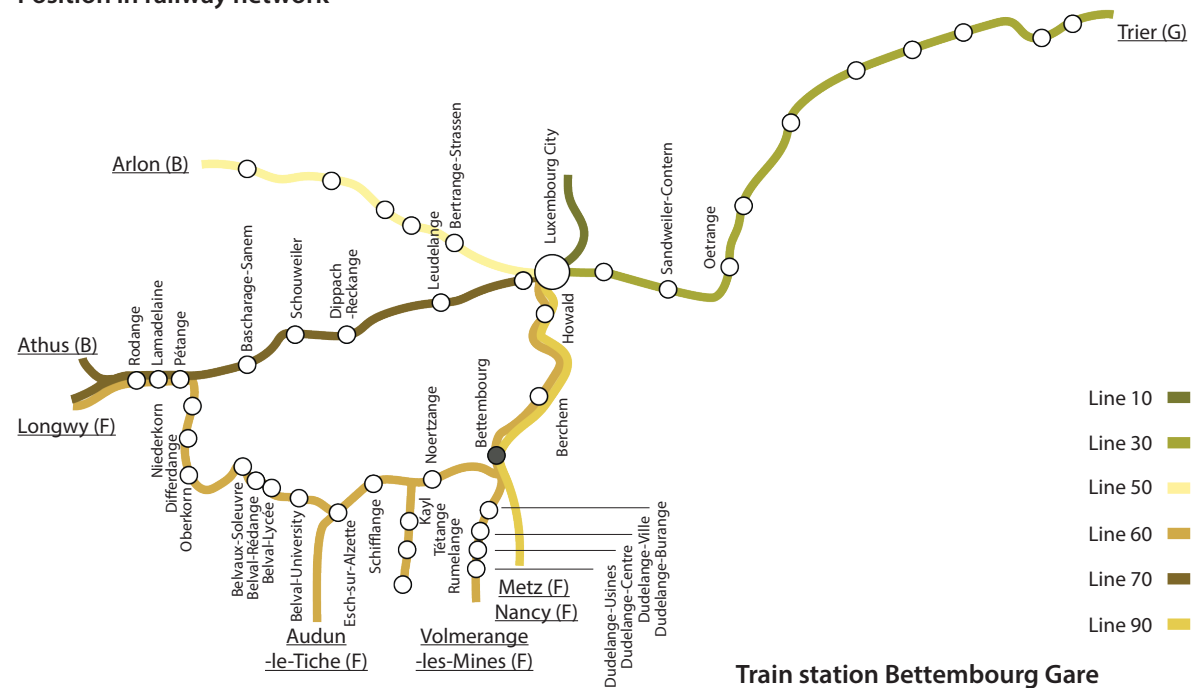 Position in railway network
Trier (G)
Arlon (B)
Bertrange-Strassen
Luxembourg City
Sandweiler-Contern
Oetrange
Leudelange
Bascharage-Sanem
Schouweiler
Dippach
-Reckange
Howald
Athus (B)
Rodange
Lamadelaine
Pétange
Longwy (F)
Niederkorn
Differdange
Oberkorn
Belvaux-Soleuvre
Belval-Rédange
Belval-Lycée
Belval-University
Esch-sur-Alzette
Schifflange
Noertzange
Bettembourg
Berchem
Kayl
Tétange
Rumelange
Dudelange-Usines
Dudelange-Centre
Dudelange-Ville
Dudelange-Burange
Metz (F)
Nancy (F)
Audun
-le-Tiche (F)
Volmerange
-les-Mines (F)
Line 10
Line 30
Line 50
Line 60
Line 70
Line 90
Train station Bettembourg Gare